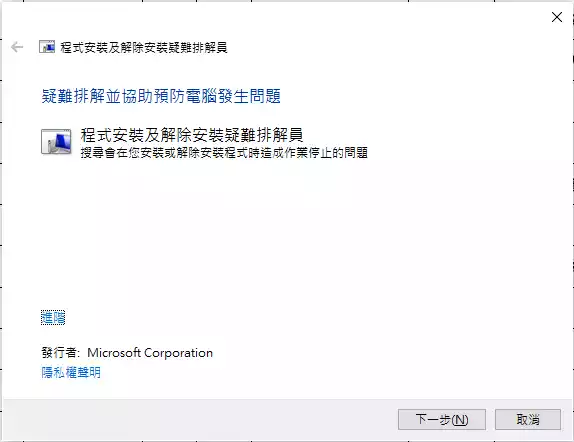 程式安裝及解除安裝疑難排解員
疑難排解並協助預防電腦發生問題
程式安裝及解除安裝疑難排解員
搜尋會在您安裝或解除安裝程式時造成作業停止的問題
進階
發行者: Microsoft Corporation
隱私權聲明
下一步(N)
取消